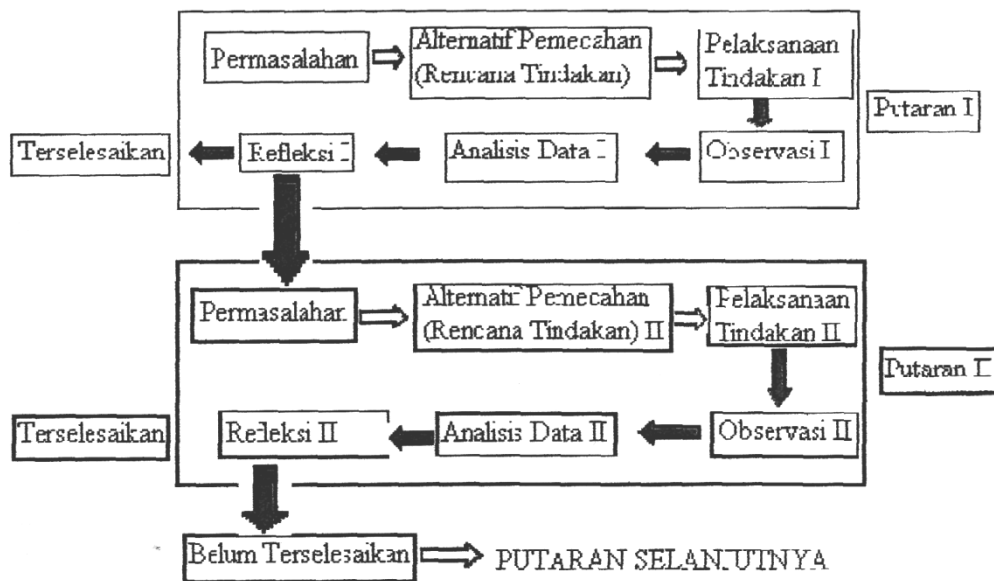 Permasalahan
Alternatif Pemecahan
(Rencana Tindakan)
Pelaksanaan
Tindakan I
Putaran I
Terselesaikan
Refleksi I
Analisis Data I
Observasi I
Permasalahan
Alternatif Pemecahan
(Rencana Tindakan) II
Pelaksanaan
Tindakan II
Putaran II
Terselesaikan
Refleksi II
Analisis Data II
Observasi II
Belum Terselesaikan
PUTARAN SELANJUTNYA